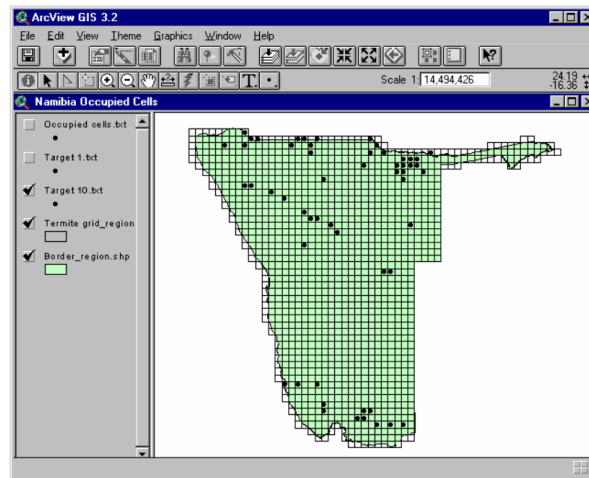 ArcView GIS 3.2
File Edit View Theme Graphics Window Help
Scale 1: 14,494,426
24.19
-16.36
Namibia Occupied Cells
Occupied cells.txt
Target 1.txt
Target 10.txt
Termite grid_region
Border_region.shp